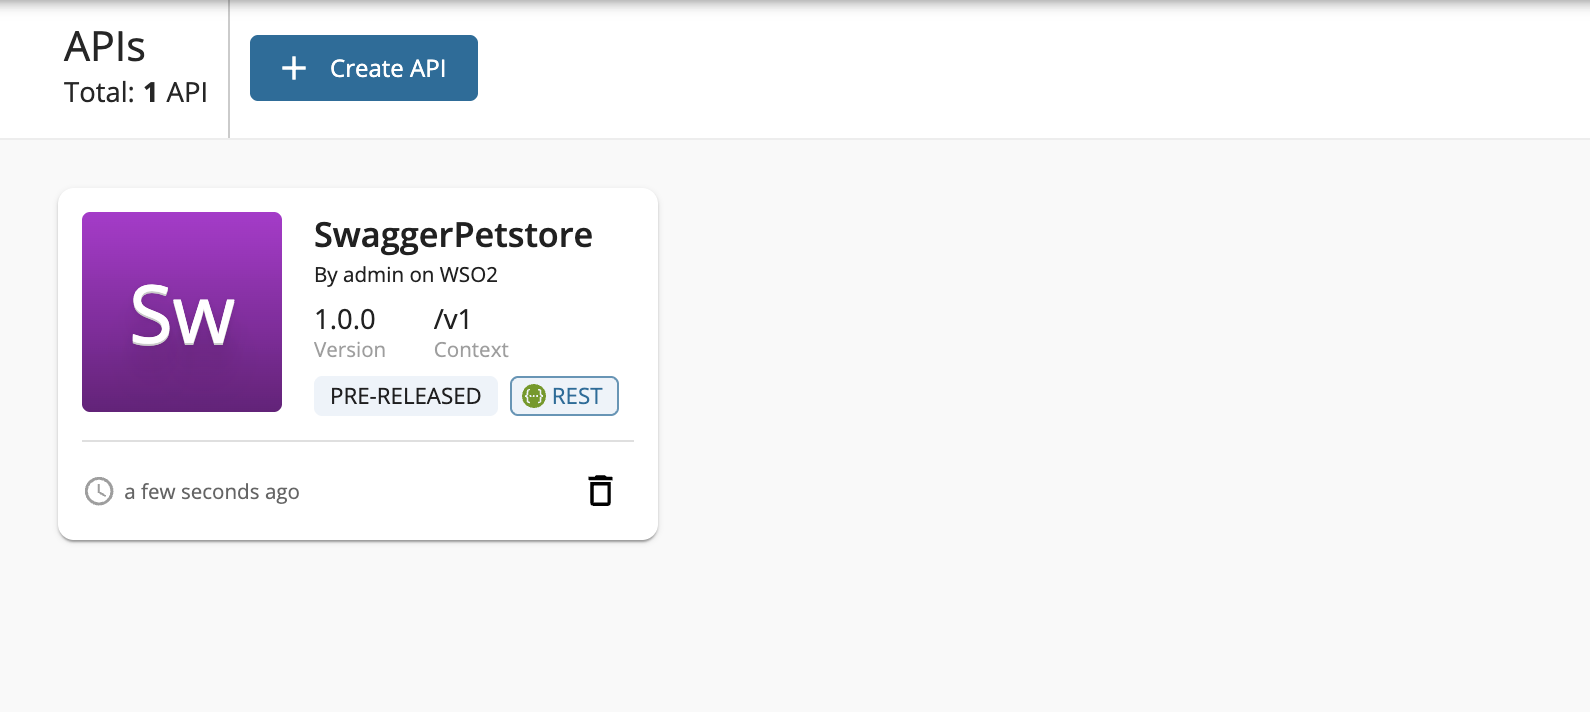 APIs
Total: 1 API
Create API
Sw
SwaggerPetstore
By admin on WSO2
1.0.0 /v1
Version Context
PRE-RELEASED {···} REST
a few seconds ago